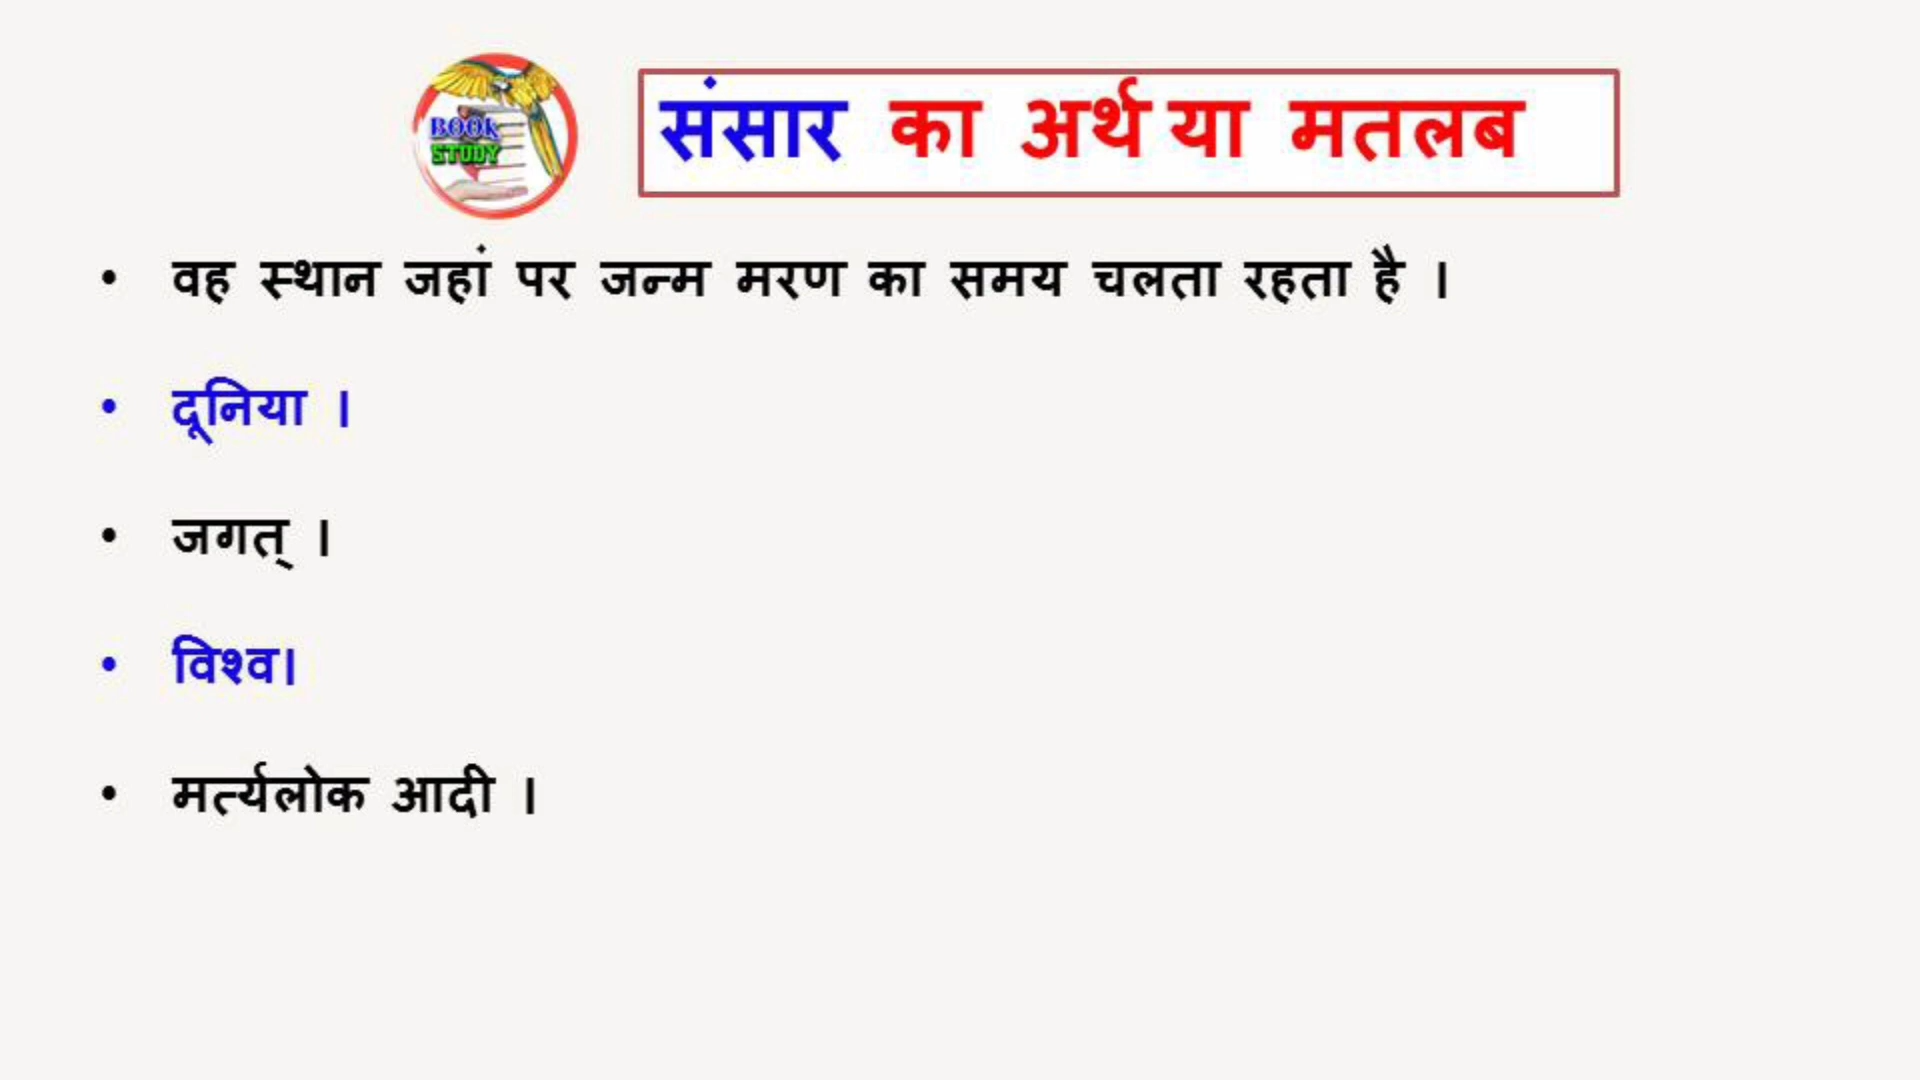 BOOK
STUDY
संसार का अर्थ या मतलब
• वह स्थान जहां पर जन्म मरण का समय चलता रहता है ।
• दूनिया ।
• जगत् ।
• विश्व।
• मर्त्यलोक आदी ।